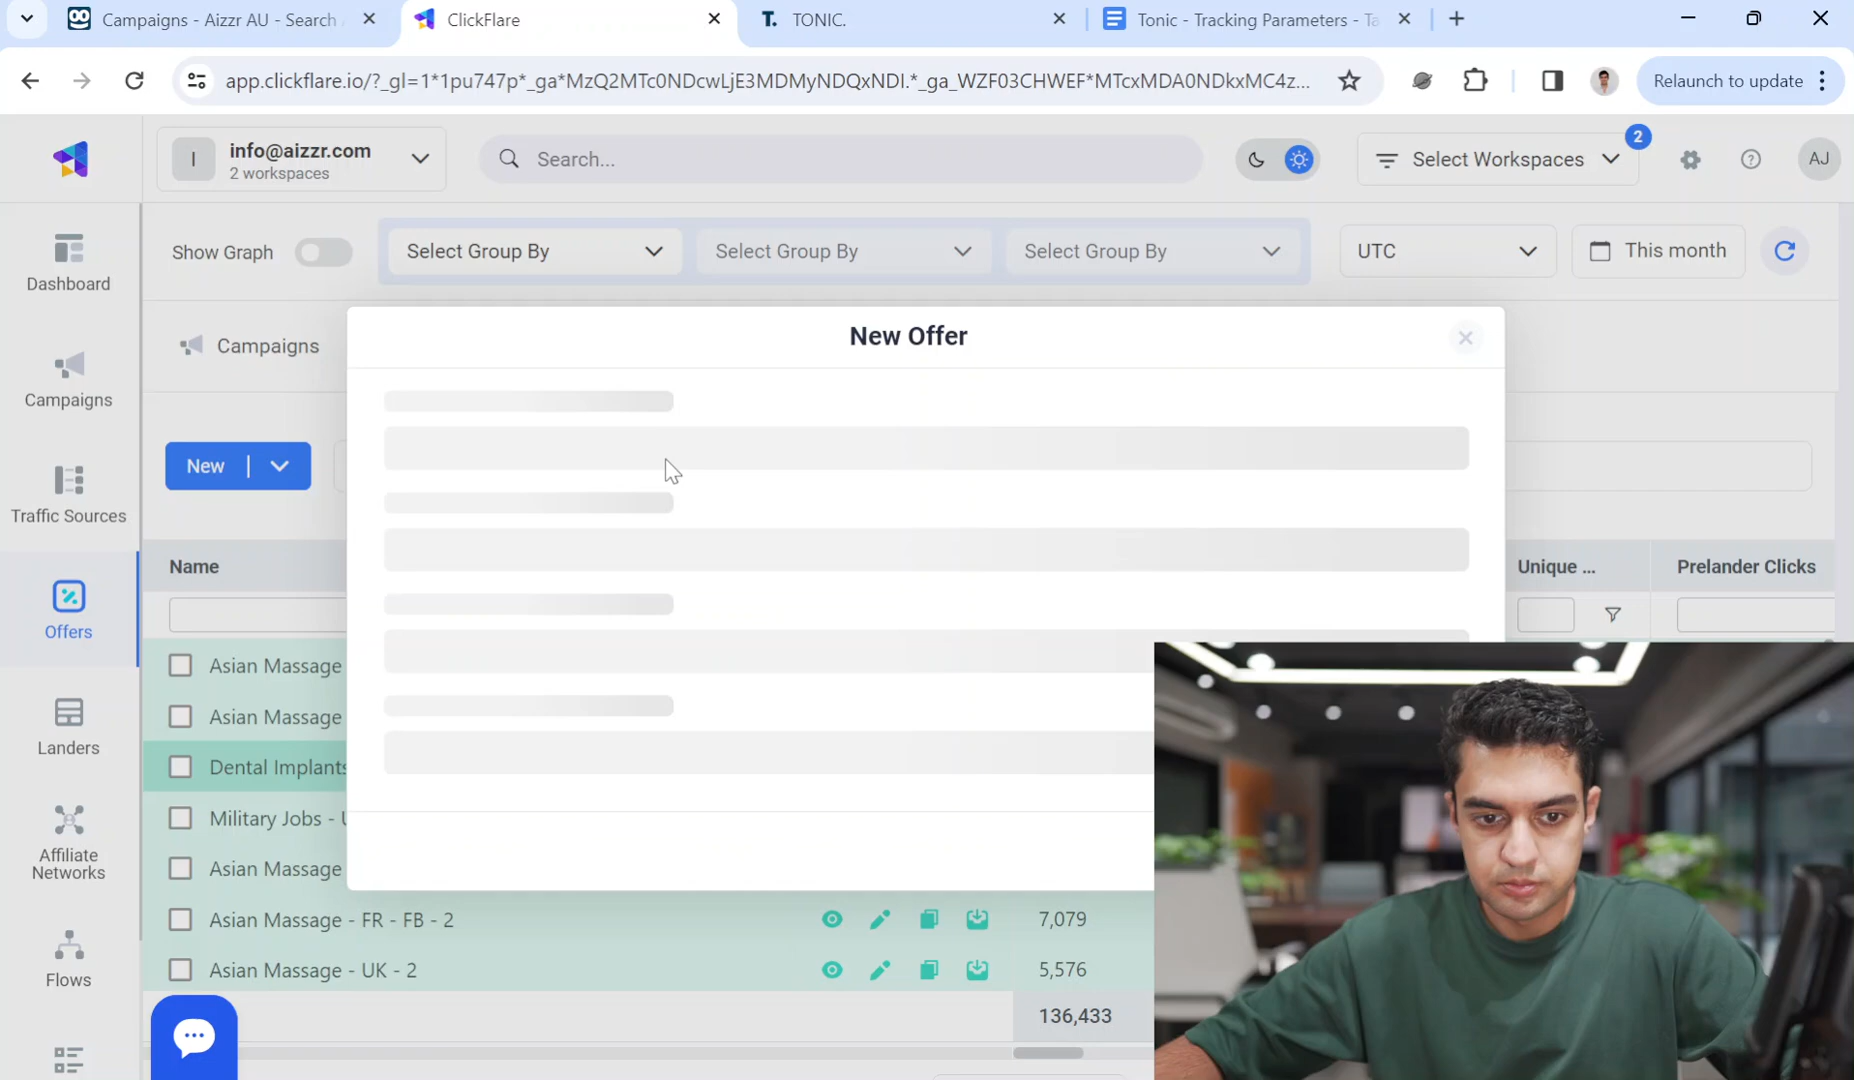 Campaigns - Aizzr AU - Search
ClickFlare
T. TONIC.
Tonic - Tracking Parameters - Ta
app.clickflare.io/?_gl=1*1pu747p*_ga*MzQ2MTc0NDcwLjE3MDMyNDQxNDI.*_ga_WZF03CHWEF*MTcxMDA0NDkxMC4z...
Relaunch to update
I
info@aizzr.com
2 workspaces
Search...
Select Workspaces
2
AJ
Dashboard
Campaigns
Traffic Sources
Offers
Landers
Affiliate
Networks
Flows
Show Graph
Select Group By
Select Group By
Select Group By
UTC
This month
Campaigns
New Offer
New
Name
Unique ...
Prelander Clicks
Asian Massage
Asian Massage
Dental Implants
Military Jobs -
Asian Massage
Asian Massage - FR - FB - 2
7,079
Asian Massage - UK - 2
5,576
136,433